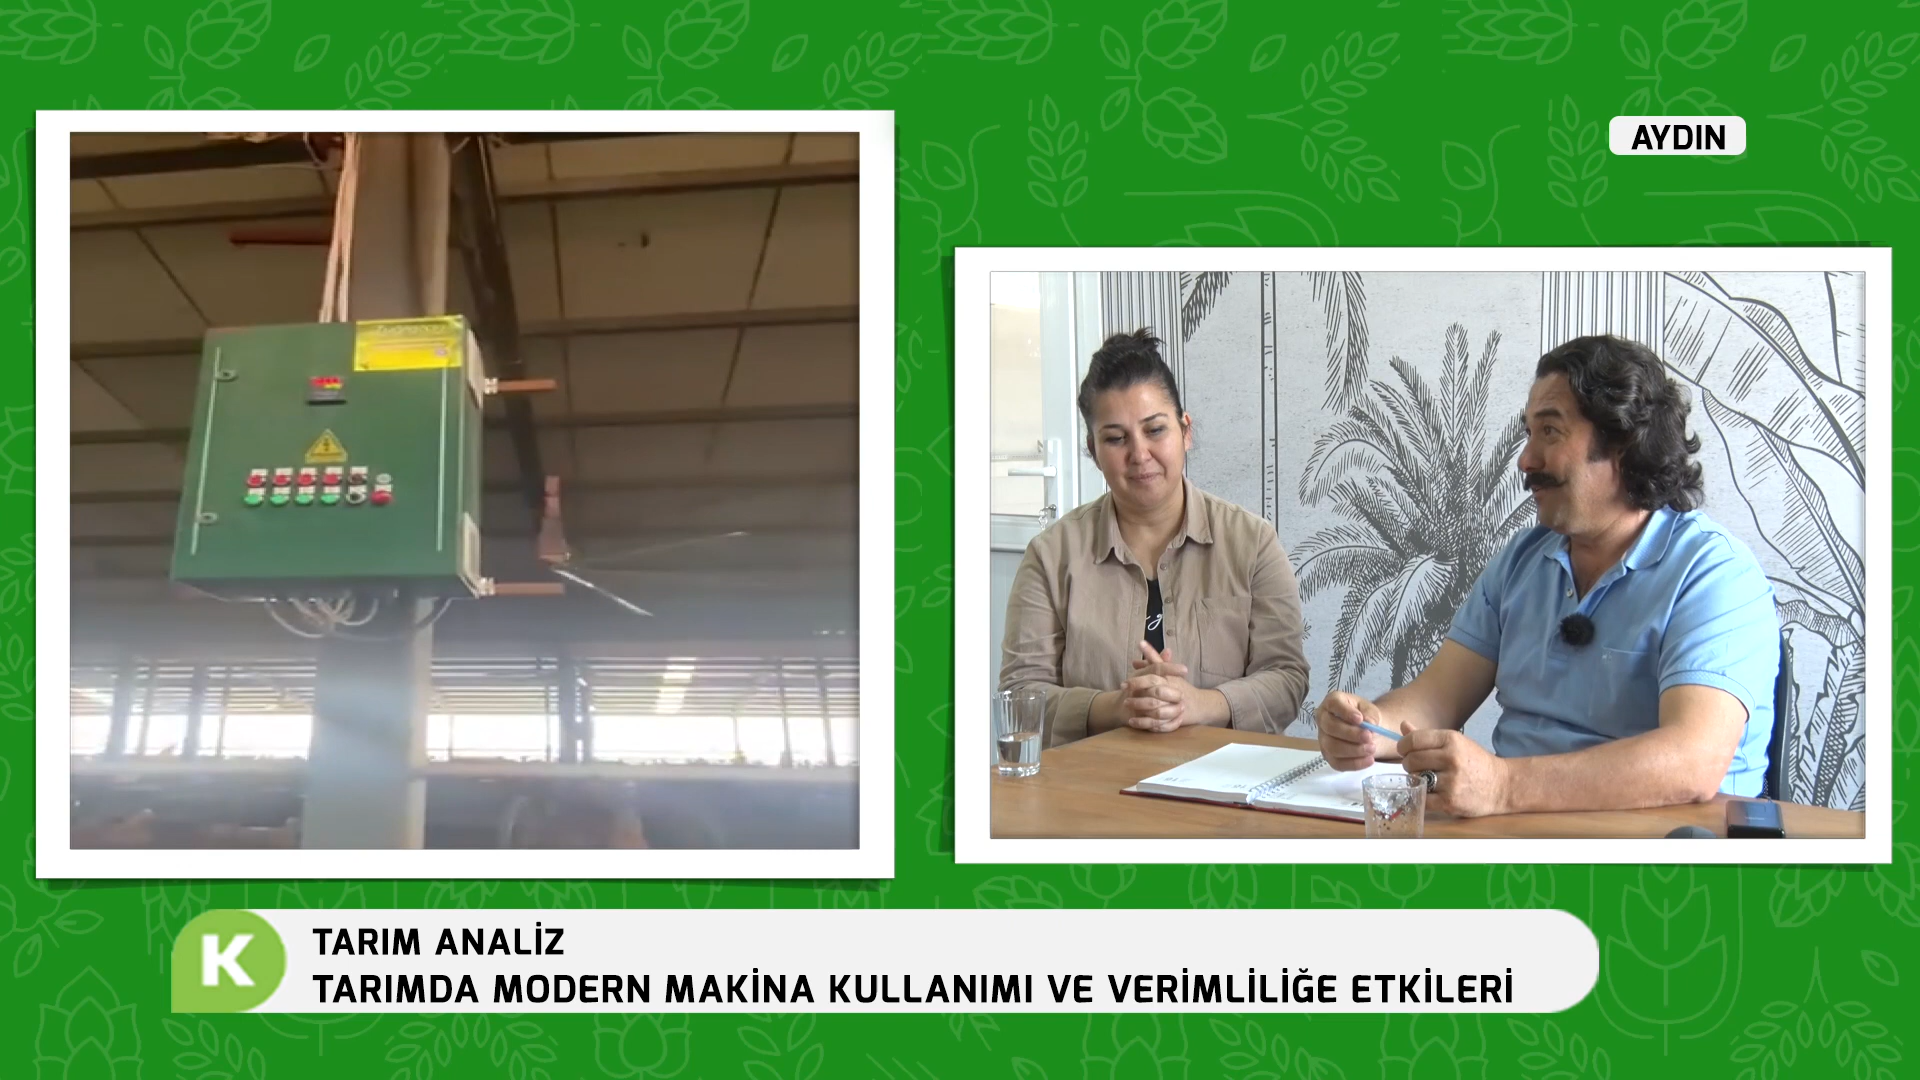 AYDIN
K
TARIM ANALİZ
TARIMDA MODERN MAKİNA KULLANIMI VE VERİMLİLİĞE ETKİLERİ